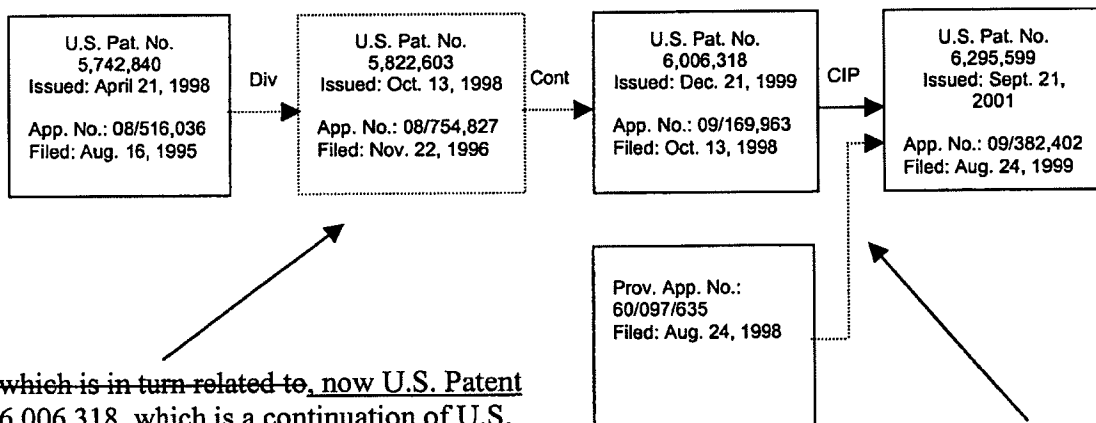 U.S. Pat. No.
5,742,840
Issued: April 21, 1998
App. No.: 08/516,036
Filed: Aug. 16, 1995
Div
U.S. Pat. No.
5,822,603
Issued: Oct. 13, 1998
App. No.: 08/754,827
Filed: Nov. 22, 1996
Cont
U.S. Pat. No.
6,006,318
Issued: Dec. 21, 1999
App. No.: 09/169,963
Filed: Oct. 13, 1998
CIP
U.S. Pat. No.
6,295,599
Issued: Sept. 21,
2001
App. No.: 09/382,402
Filed: Aug. 24, 1999
Prov. App. No.:
60/097/635
Filed: Aug. 24, 1998
which is in turn related to, now U.S. Patent
6,006,318, which is a continuation of U.S.